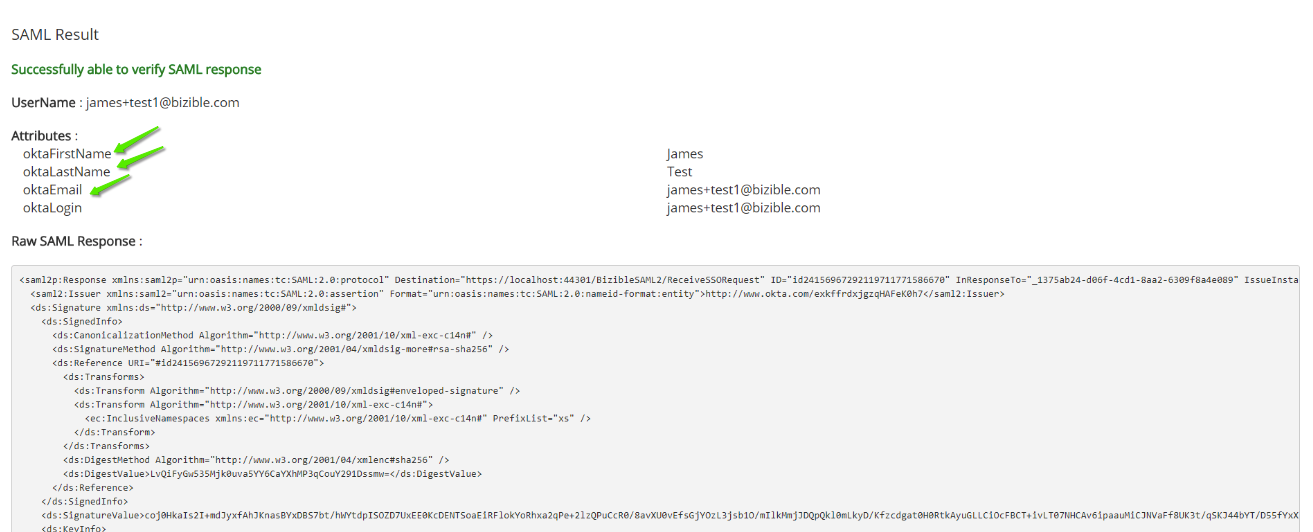 SAML Result
Successfully able to verify SAML response
UserName : james+test1@bizible.com
Attributes :
oktaFirstName James
oktaLastName Test
oktaEmail james+test1@bizible.com
oktaLogin james+test1@bizible.com
Raw SAML Response :
<saml2p:Response xmlns:saml2p="urn:oasis:names:tc:SAML:2.0:protocol" Destination="https://localhost:44301/BizibleSAML2/ReceiveSSORequest" ID="id24156967292119711771586670" InResponseTo="_1375ab24-d06f-4cd1-8aa2-6309f8a4e089" IssueInsta
<saml2:Issuer xmlns:saml2="urn:oasis:names:tc:SAML:2.0:assertion" Format="urn:oasis:names:tc:SAML:2.0:nameid-format:entity">http://www.okta.com/exkffrdxjgzqHAFeK0h7</saml2:Issuer>
<ds:Signature xmlns:ds="http://www.w3.org/2000/09/xmldsig#">
<ds:SignedInfo>
<ds:CanonicalizationMethod Algorithm="http://www.w3.org/2001/10/xml-exc-c14n#" />
<ds:SignatureMethod Algorithm="http://www.w3.org/2001/04/xmldsig-more#rsa-sha256" />
<ds:Reference URI="#id24156967292119711771586670">
<ds:Transforms>
<ds:Transform Algorithm="http://www.w3.org/2000/09/xmldsig#enveloped-signature" />
<ds:Transform Algorithm="http://www.w3.org/2001/10/xml-exc-c14n#">
<ec:InclusiveNamespaces xmlns:ec="http://www.w3.org/2001/10/xml-exc-c14n#" PrefixList="xs" />
</ds:Transform>
</ds:Transforms>
<ds:DigestMethod Algorithm="http://www.w3.org/2001/04/xmlenc#sha256" />
<ds:DigestValue>LvQiFyGw535Mjk0uva5YY6CaYXhMP3qCouY291Dssmw=</ds:DigestValue>
</ds:Reference>
</ds:SignedInfo>
<ds:SignatureValue>coj0HkaIs2I+mdJyxfAhJKnasBYxDBS7bt/hWYtdpISOZD7UxEE0KcDENTSoaEiRFlokYoRhxa2qPe+2lzQPuCcR0/8avXU0vEfsGjYOzL3jsb1O/mIlkMmjJDQpQkl0mLkyD/Kfzcdgat0H0RtkAyuGLLCiOcFBCT+ivLT07NHCAv6ipaauMiCJNVaFf8UK3t/qSKJ44bYT/D55fYxX
<ds:KeyInfo>